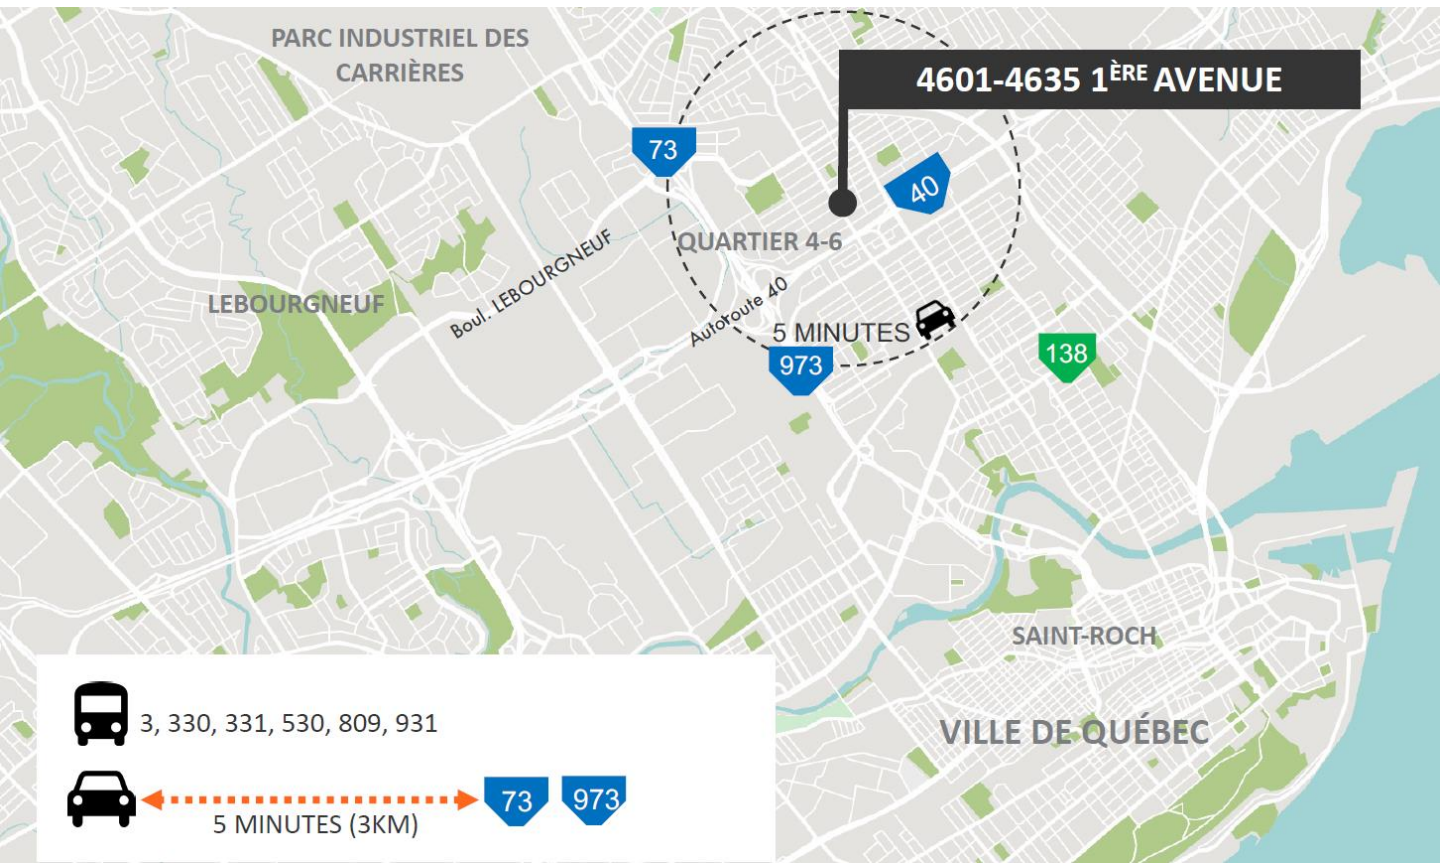 PARC INDUSTRIEL DES
CARRIÈRES
4601-4635 1ÈRE AVENUE
73
40
QUARTIER 4-6
Boul. LEBOURGNEUF
LEBOURGNEUF
Autoroute 40
5 MINUTES
973
138
SAINT-ROCH
VILLE DE QUÉBEC
3, 330, 331, 530, 809, 931
73
973
5 MINUTES (3KM)